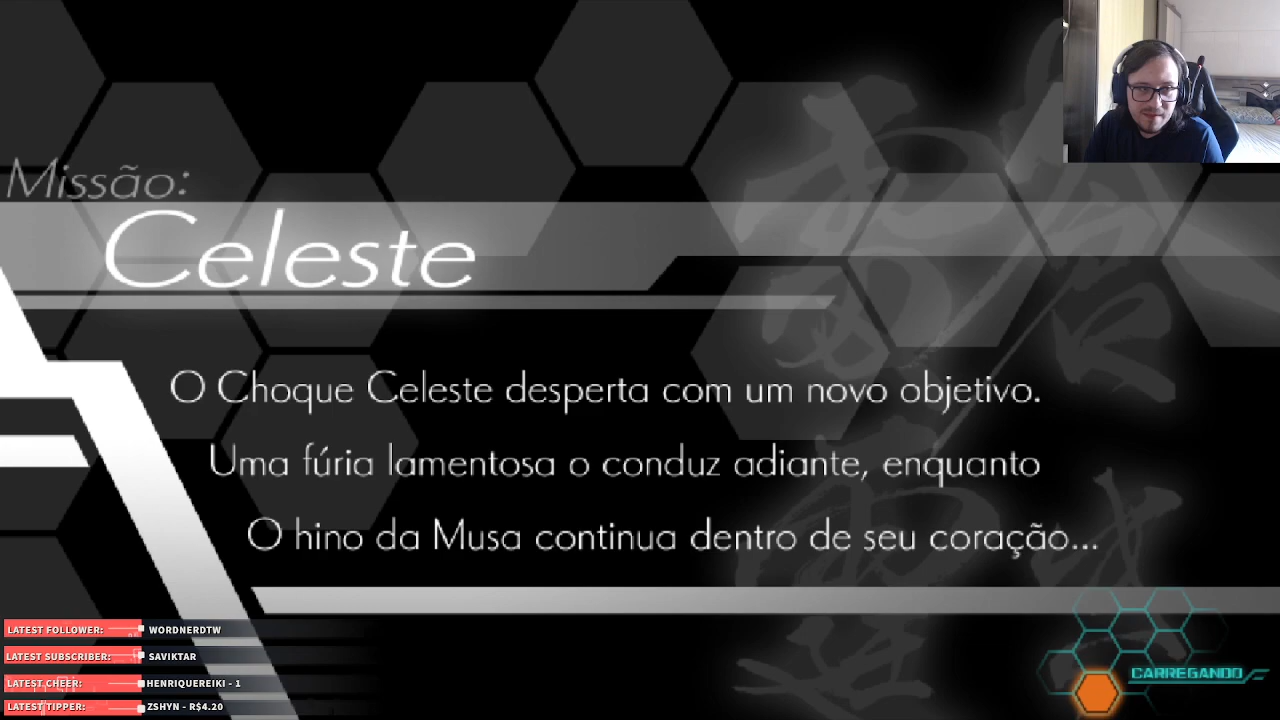 Missão:
Celeste
O Choque Celeste desperta com um novo objetivo.
Uma fúria lamentosa o conduz adiante, enquanto
O hino da Musa continua dentro de seu coração...
LATEST FOLLOWER: WORDNERDTW
LATEST SUBSCRIBER: SAVIKTAR
LATEST CHEER: HENRIQUEREIKI - 1
LATEST TIPPER: ZSHYN - R$4.20
CARREGANDO